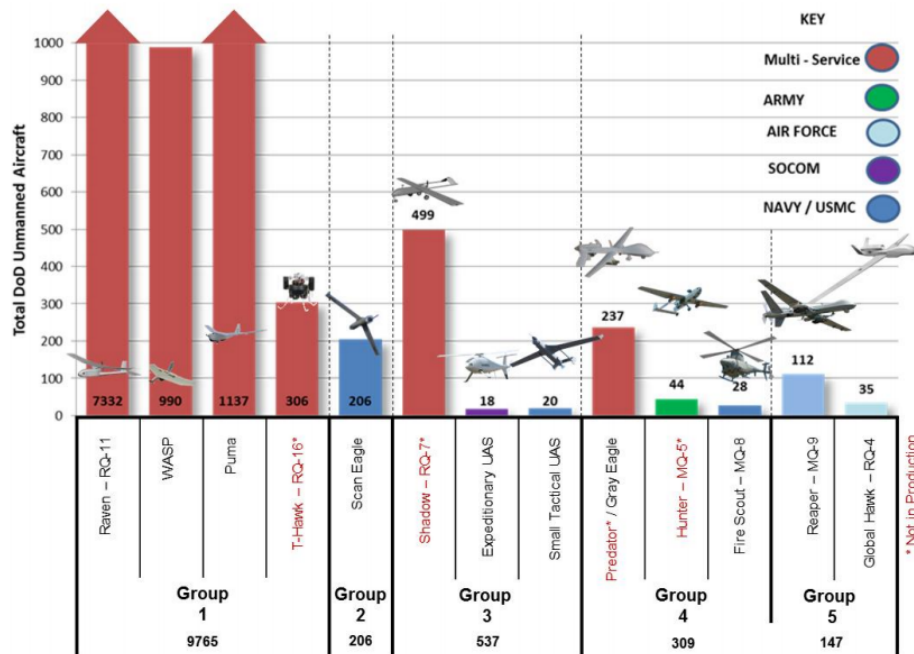 KEY
Multi - Service
ARMY
AIR FORCE
SOCOM
NAVY / USMC
Total DoD Unmanned Aircraft
1000
900
800
700
600
500
400
300
200
100
0
7332
990
1137
306
206
499
18
20
237
44
28
112
35
Raven – RQ-11
WASP
Puma
T-Hawk – RQ-16*
Scan Eagle
Shadow – RQ-7*
Expeditionary UAS
Small Tactical UAS
Predator* / Gray Eagle
Hunter – MQ-5*
Fire Scout – MQ-8
Reaper – MQ-9
Global Hawk – RQ-4
* Not in Production
Group
1
9765
Group
2
206
Group
3
537
Group
4
309
Group
5
147